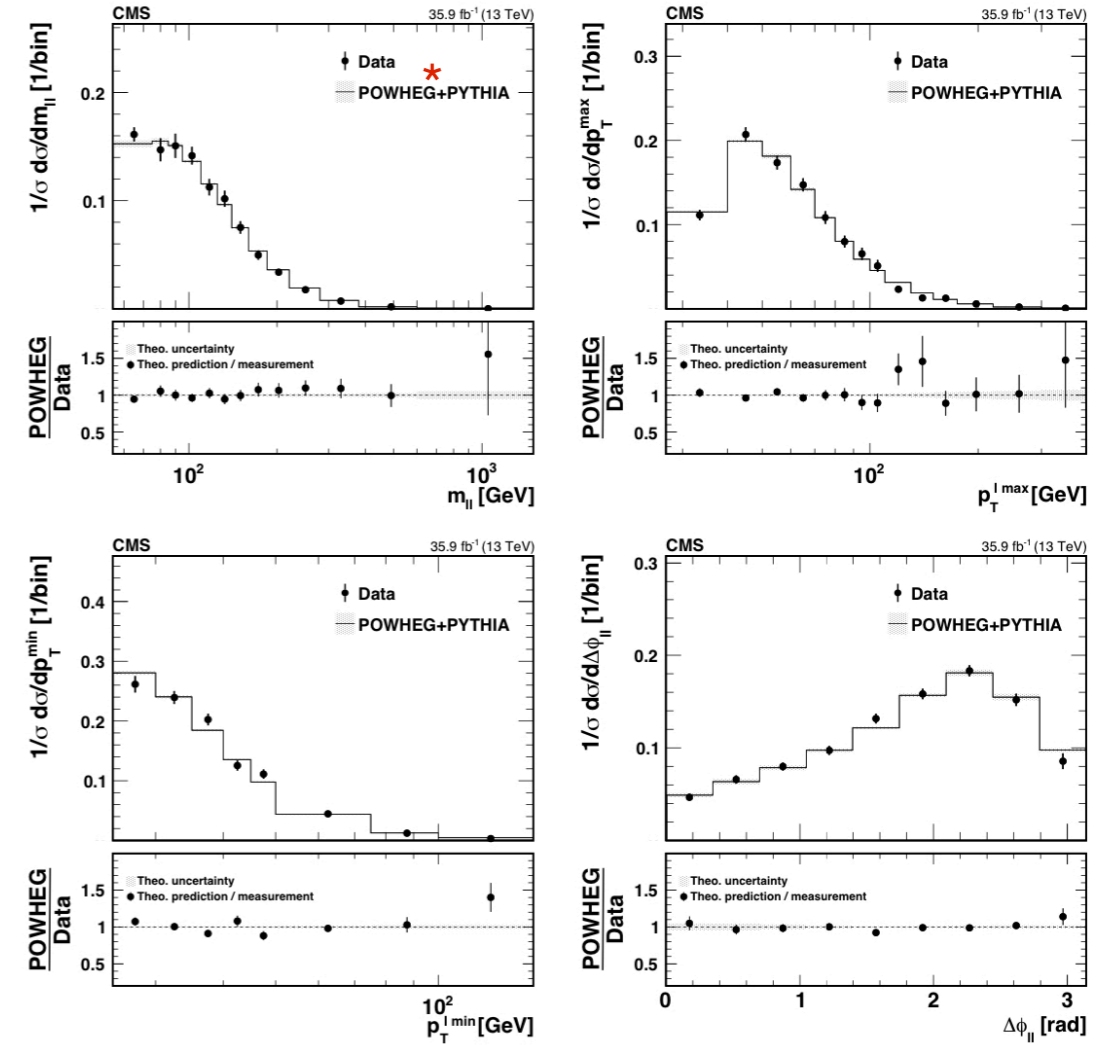 CMS 35.9 fb⁻¹ (13 TeV)
1/σ dσ/dm_ll [1/bin]
0.2
0.1
Data
*
POWHEG+PYTHIA
POWHEG
Data
1.5
1
0.5
Theo. uncertainty
Theo. prediction / measurement
10² 10³
m_ll [GeV]
CMS 35.9 fb⁻¹ (13 TeV)
1/σ dσ/dp_T^max [1/bin]
0.3
0.2
0.1
Data
POWHEG+PYTHIA
POWHEG
Data
1.5
1
0.5
Theo. uncertainty
Theo. prediction / measurement
10²
p_T^l max [GeV]
CMS 35.9 fb⁻¹ (13 TeV)
1/σ dσ/dp_T^min [1/bin]
0.4
0.3
0.2
0.1
Data
POWHEG+PYTHIA
POWHEG
Data
1.5
1
0.5
Theo. uncertainty
Theo. prediction / measurement
10²
p_T^l min [GeV]
CMS 35.9 fb⁻¹ (13 TeV)
1/σ dσ/dΔϕ_ll [1/bin]
0.3
0.2
0.1
Data
POWHEG+PYTHIA
POWHEG
Data
1.5
1
0.5
Theo. uncertainty
Theo. prediction / measurement
0 1 2 3
Δϕ_ll [rad]